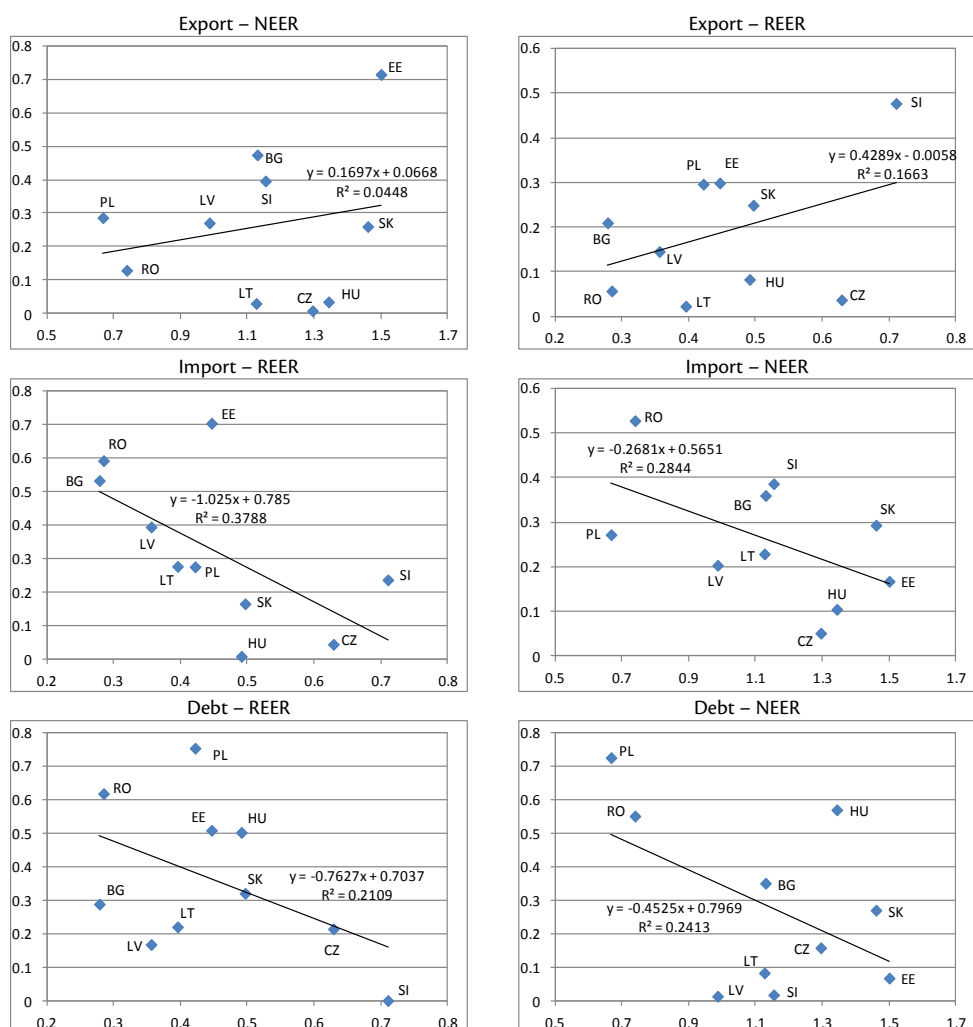 Export – NEER
0.8
0.7
0.6
0.5
0.4
0.3
0.2
0.1
0
0.5 0.7 0.9 1.1 1.3 1.5 1.7
EE
BG
y = 0.1697x + 0.0668
R² = 0.0448
SI
PL
LV
SK
RO
LT
CZ
HU
Export – REER
0.6
0.5
0.4
0.3
0.2
0.1
0
0.2 0.3 0.4 0.5 0.6 0.7 0.8
SI
y = 0.4289x - 0.0058
R² = 0.1663
PL
EE
SK
BG
LV
HU
RO
LT
CZ
Import – REER
0.8
0.7
0.6
0.5
0.4
0.3
0.2
0.1
0
0.2 0.3 0.4 0.5 0.6 0.7 0.8
EE
RO
BG
y = -1.025x + 0.785
R² = 0.3788
LV
LT
PL
SI
SK
HU
CZ
Import – NEER
0.6
0.5
0.4
0.3
0.2
0.1
0
0.5 0.7 0.9 1.1 1.3 1.5 1.7
RO
y = -0.2681x + 0.5651
R² = 0.2844
SI
BG
SK
PL
LT
LV
EE
HU
CZ
Debt – REER
0.8
0.7
0.6
0.5
0.4
0.3
0.2
0.1
0
0.2 0.3 0.4 0.5 0.6 0.7 0.8
PL
RO
EE
HU
SK
y = -0.7627x + 0.7037
R² = 0.2109
BG
LT
LV
CZ
SI
Debt – NEER
0.8
0.7
0.6
0.5
0.4
0.3
0.2
0.1
0
0.5 0.7 0.9 1.1 1.3 1.5 1.7
PL
RO
HU
BG
y = -0.4525x + 0.7969
R² = 0.2413
SK
CZ
LT
EE
LV
SI